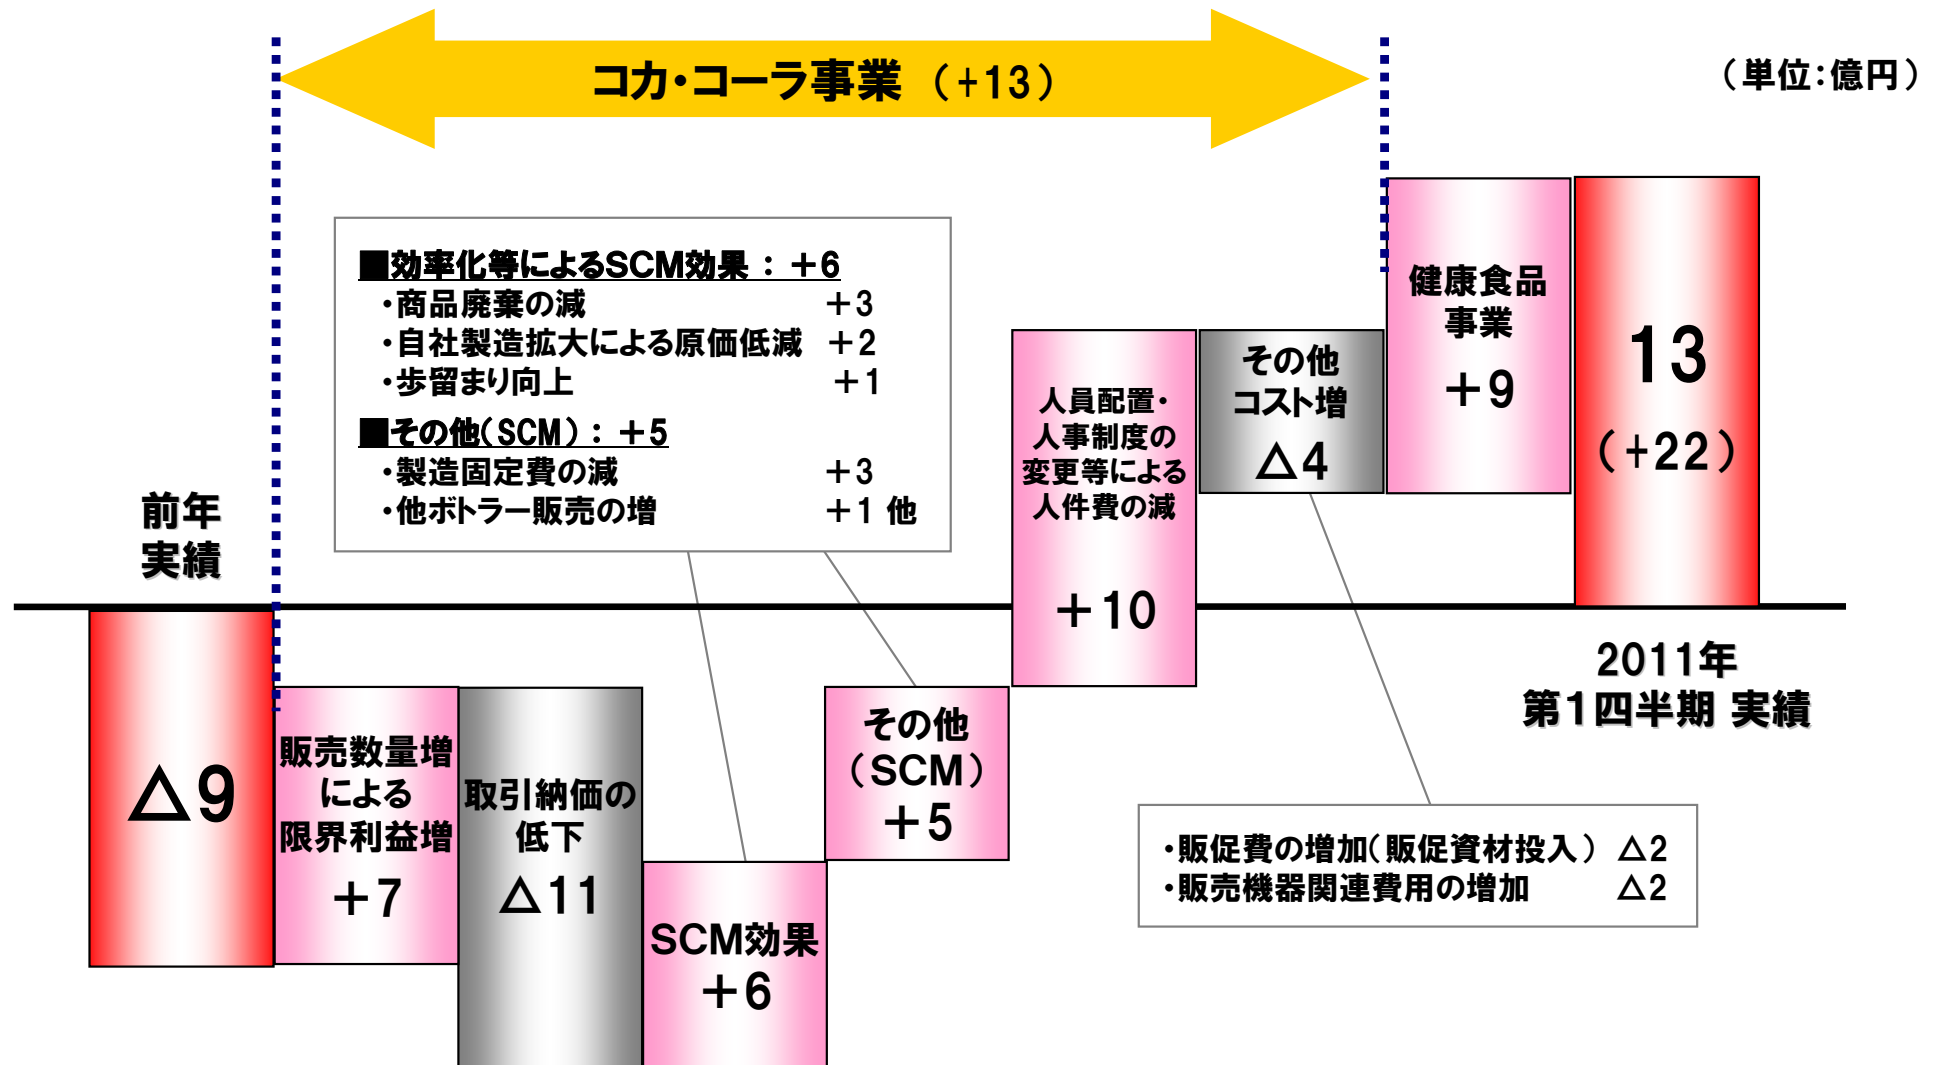 コカ・コーラ事業 （+13）
（単位：億円）
■効率化等によるSCM効果 ： ＋6
・商品廃棄の減 ＋3
・自社製造拡大による原価低減 ＋2
・歩留まり向上 ＋1
■その他（SCM） ： ＋5
・製造固定費の減 ＋3
・他ボトラー販売の増 ＋1 他
前年
実績
△9
販売数量増
による
限界利益増
＋7
取引納価の
低下
△11
SCM効果
＋6
その他
（SCM）
＋5
人員配置・
人事制度の
変更等による
人件費の減
＋10
その他
コスト増
△4
健康食品
事業
＋9
13
（+22）
2011年
第1四半期 実績
・販促費の増加（販促資材投入） △2
・販売機器関連費用の増加 △2